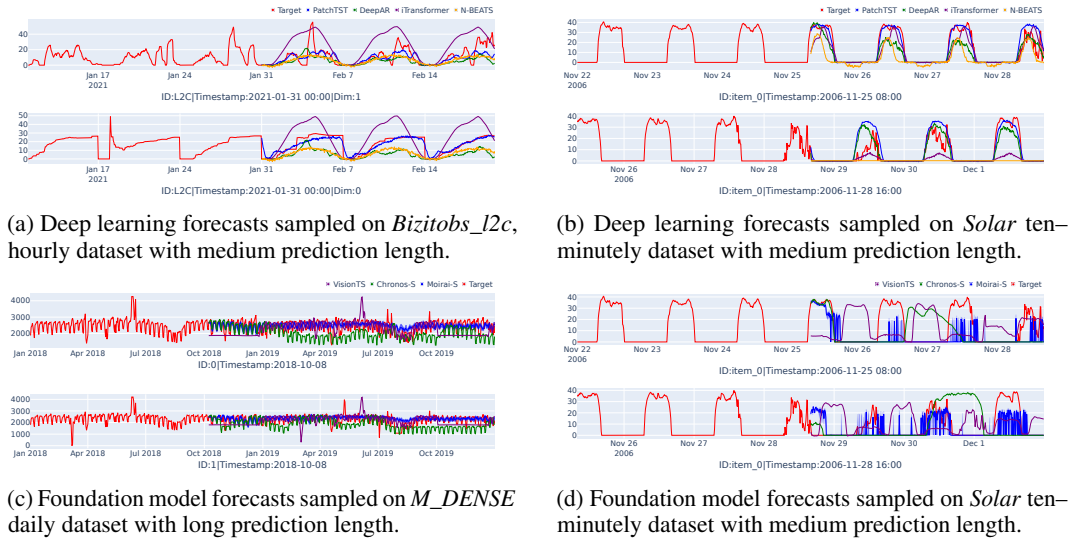 Target PatchTST DeepAR iTransformer N-BEATS
40
20
0
Jan 17
2021
Jan 24
Jan 31
Feb 7
Feb 14
ID:L2C|Timestamp:2021-01-31 00:00|Dim:1
50
40
30
20
10
0
Jan 17
2021
Jan 24
Jan 31
Feb 7
Feb 14
ID:L2C|Timestamp:2021-01-31 00:00|Dim:0
(a) Deep learning forecasts sampled on Bizitobs_l2c,
hourly dataset with medium prediction length.
Target PatchTST DeepAR iTransformer N-BEATS
40
30
20
10
0
Nov 22
2006
Nov 23
Nov 24
Nov 25
Nov 26
Nov 27
Nov 28
ID:item_0|Timestamp:2006-11-25 08:00
40
30
20
10
0
Nov 26
2006
Nov 27
Nov 28
Nov 29
Nov 30
Dec 1
ID:item_0|Timestamp:2006-11-28 16:00
(b) Deep learning forecasts sampled on Solar ten–
minutely dataset with medium prediction length.
VisionTS Chronos-S Moirai-S Target
4000
3000
2000
Jan 2018
Apr 2018
Jul 2018
Oct 2018
Jan 2019
Apr 2019
Jul 2019
Oct 2019
ID:0|Timestamp:2018-10-08
4000
3000
2000
1000
0
Jan 2018
Apr 2018
Jul 2018
Oct 2018
Jan 2019
Apr 2019
Jul 2019
Oct 2019
ID:1|Timestamp:2018-10-08
(c) Foundation model forecasts sampled on M_DENSE
daily dataset with long prediction length.
VisionTS Chronos-S Moirai-S Target
40
30
20
10
0
Nov 22
2006
Nov 23
Nov 24
Nov 25
Nov 26
Nov 27
Nov 28
ID:item_0|Timestamp:2006-11-25 08:00
40
30
20
10
0
Nov 26
2006
Nov 27
Nov 28
Nov 29
Nov 30
Dec 1
ID:item_0|Timestamp:2006-11-28 16:00
(d) Foundation model forecasts sampled on Solar ten–
minutely dataset with medium prediction length.